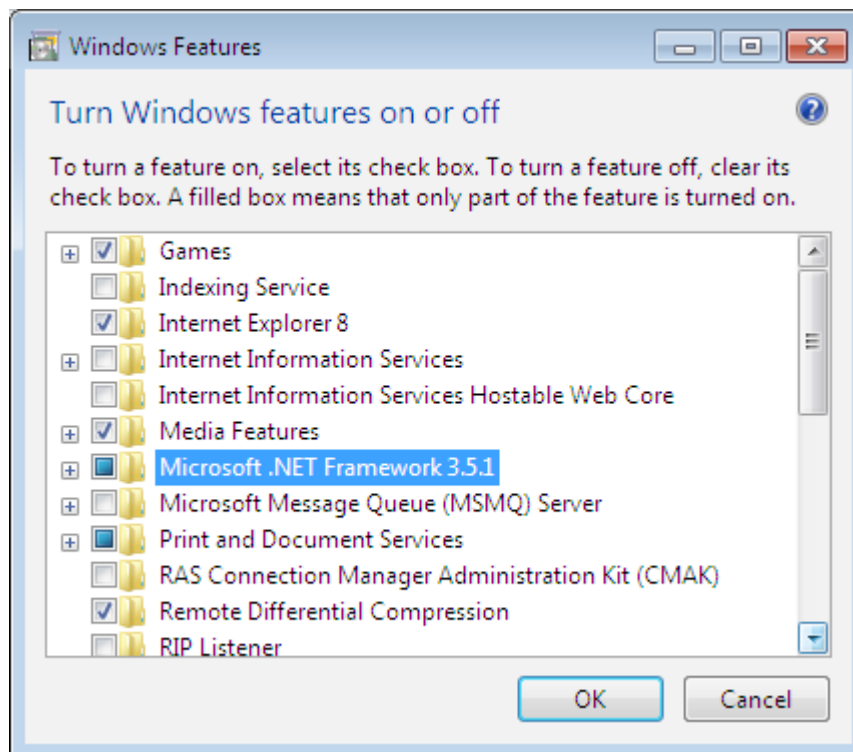 Windows Features
Turn Windows features on or off
To turn a feature on, select its check box. To turn a feature off, clear its
check box. A filled box means that only part of the feature is turned on.
Games
Indexing Service
Internet Explorer 8
Internet Information Services
Internet Information Services Hostable Web Core
Media Features
Microsoft .NET Framework 3.5.1
Microsoft Message Queue (MSMQ) Server
Print and Document Services
RAS Connection Manager Administration Kit (CMAK)
Remote Differential Compression
RIP Listener
OK
Cancel